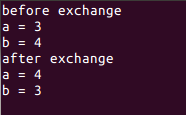 before exchange
a = 3
b = 4
after exchange
a = 4
b = 3